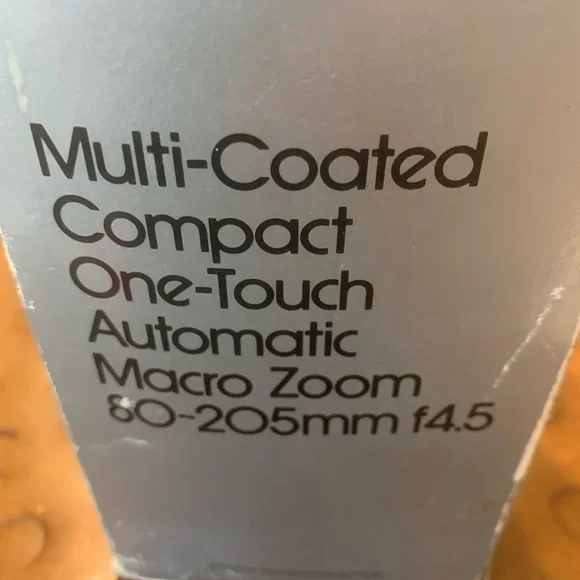 Multi-Coated
Compact
One-Touch
Automatic
Macro Zoom
80-205mm f4.5